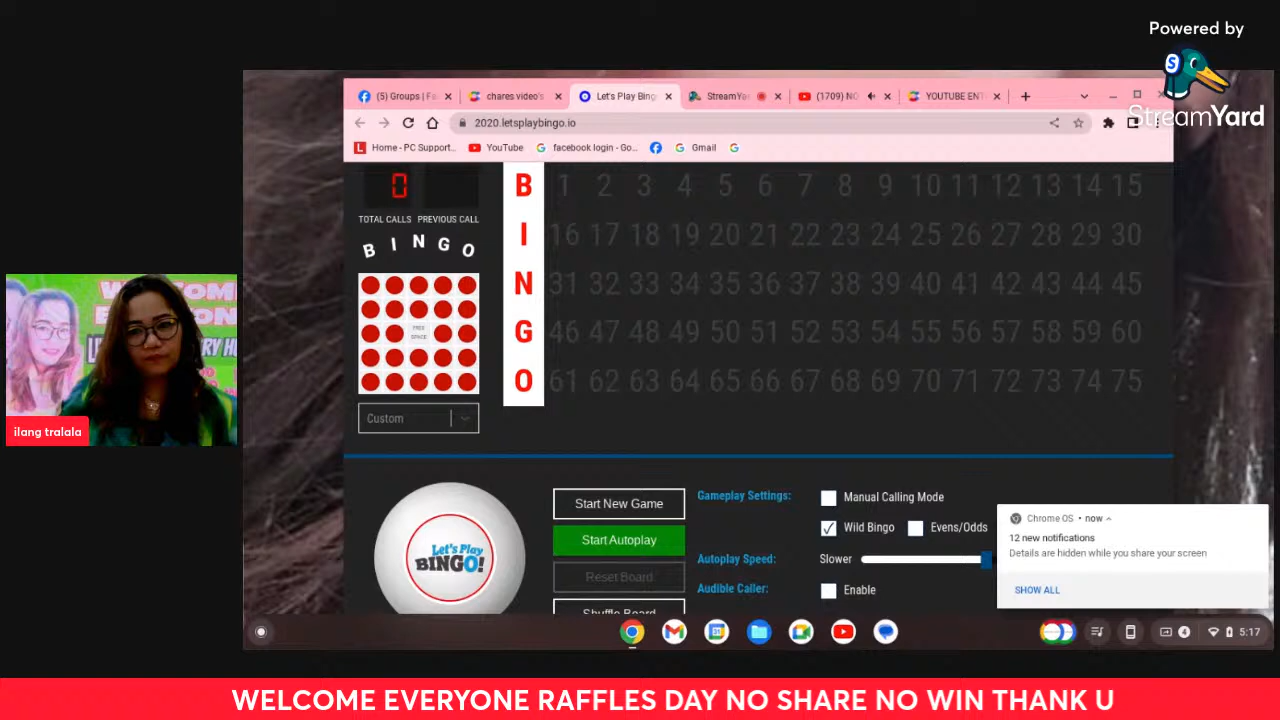 Powered by
StreamYard
(5) Groups | Fa
chares video's
Let's Play Bing
StreamYa
(1709) NO
YOUTUBE ENT
2020.letsplaybingo.io
Home - PC Support..
YouTube
facebook login - Go...
Gmail
0
TOTAL CALLS PREVIOUS CALL
B I N G O
FREE
SPACE
Custom
B 1 2 3 4 5 6 7 8 9 10 11 12 13 14 15
I 16 17 18 19 20 21 22 23 24 25 26 27 28 29 30
N 31 32 33 34 35 36 37 38 39 40 41 42 43 44 45
G 46 47 48 49 50 51 52 53 54 55 56 57 58 59 60
O 61 62 63 64 65 66 67 68 69 70 71 72 73 74 75
Let's Play
BINGO!
Start New Game
Start Autoplay
Reset Board
Shuffle Board
Gameplay Settings:
Manual Calling Mode
Wild Bingo
Evens/Odds
Autoplay Speed:
Slower
Audible Caller:
Enable
Chrome OS • now
12 new notifications
Details are hidden while you share your screen
SHOW ALL
31
4
5:17
ilang tralala
WELCOME EVERYONE RAFFLES DAY NO SHARE NO WIN THANK U